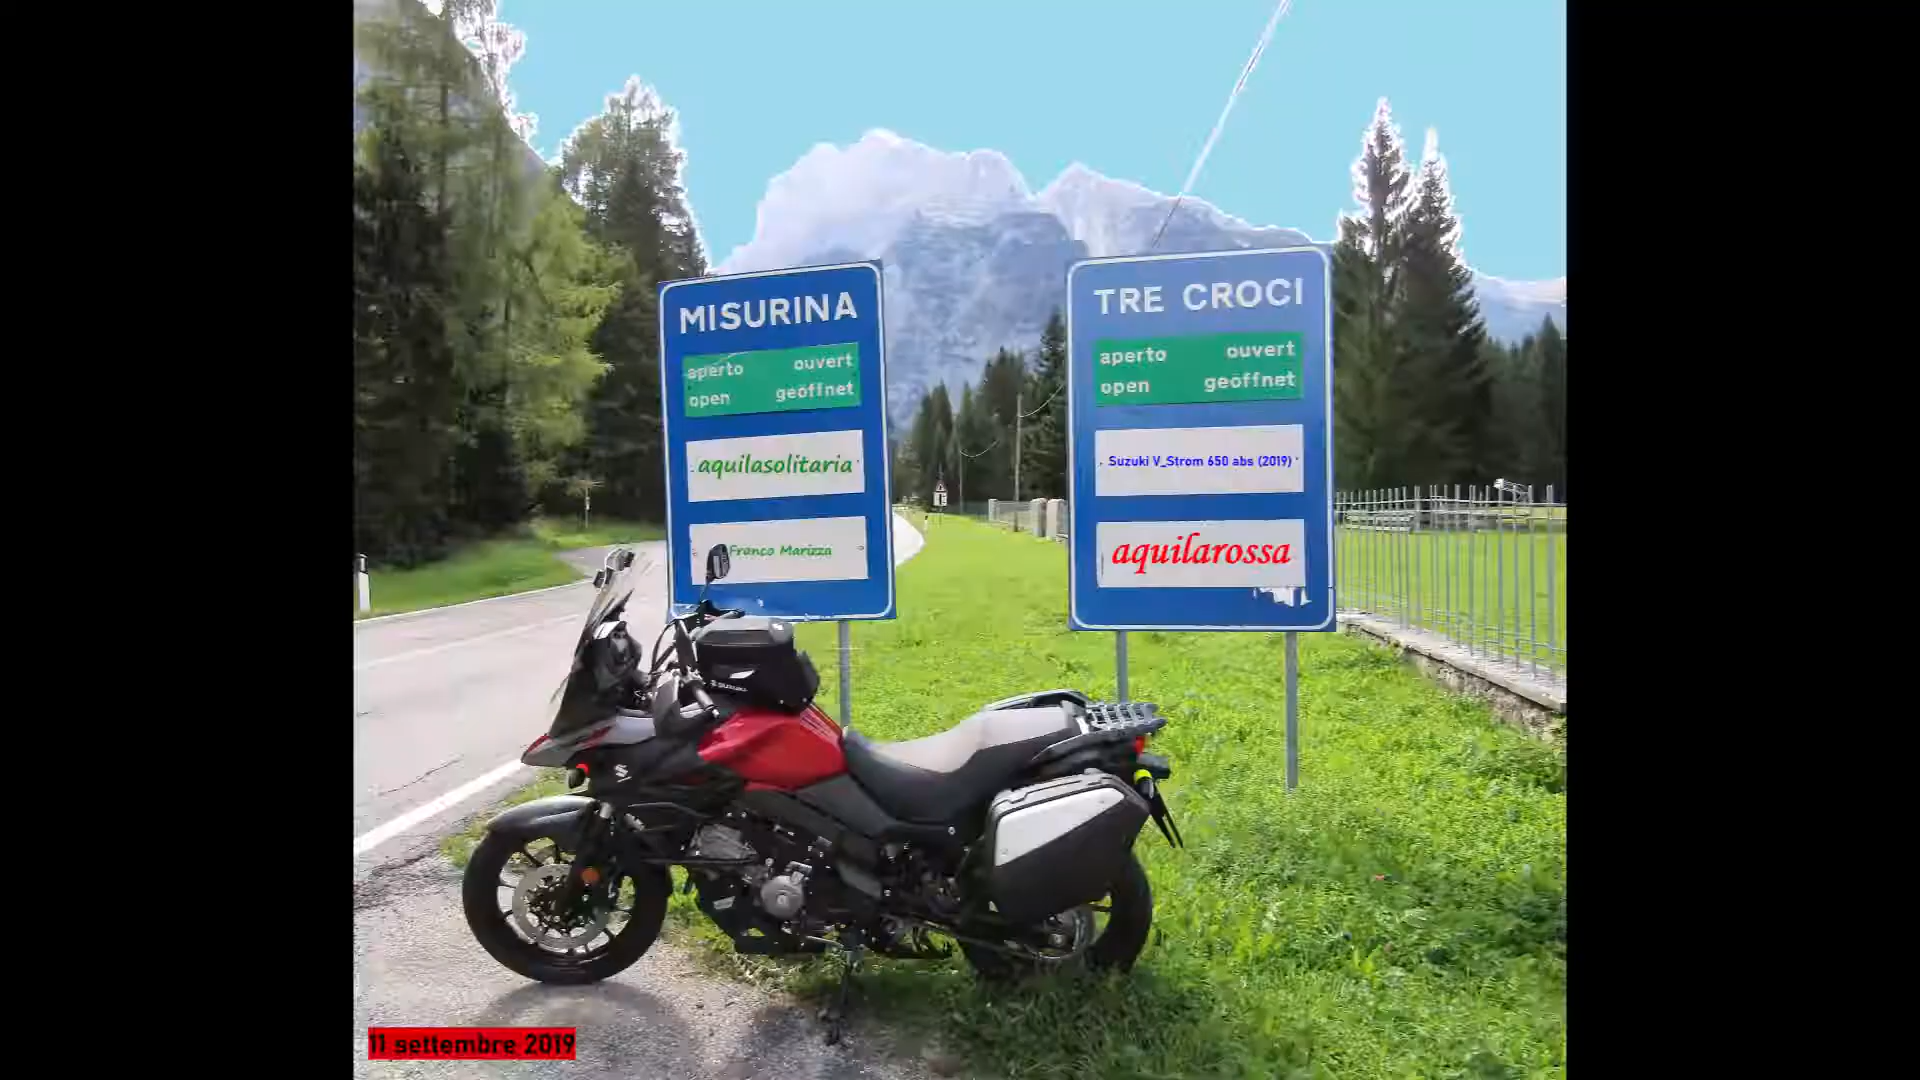 MISURINA
aperto ouvert
open geöffnet
aquilasolitaria
Franco Marizza
TRE CROCI
aperto ouvert
open geöffnet
Suzuki V_Strom 650 abs (2019)
aquilarossa
SUZUKI
11 settembre 2019